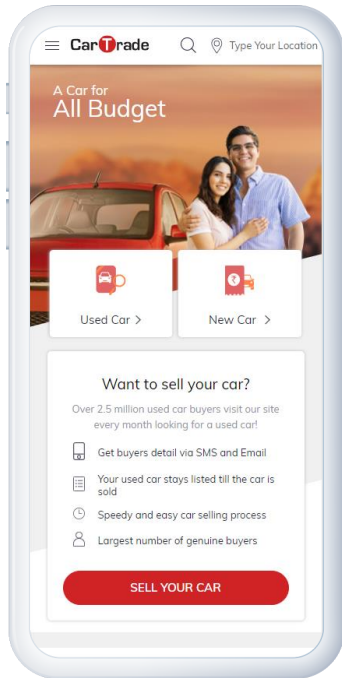 CarTrade
Type Your Location
A Car for
All Budget
Used Car >
New Car >
Want to sell your car?
Over 2.5 million used car buyers visit our site
every month looking for a used car!
Get buyers detail via SMS and Email
Your used car stays listed till the car is
sold
Speedy and easy car selling process
Largest number of genuine buyers
SELL YOUR CAR